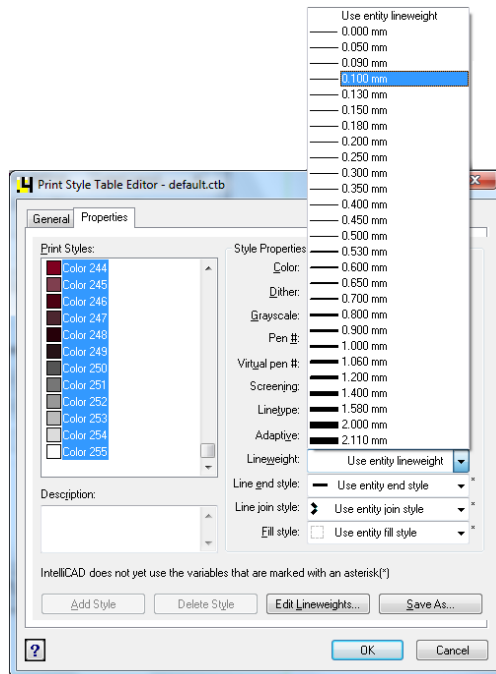 Use entity lineweight
0.000 mm
0.050 mm
0.090 mm
0.100 mm
0.130 mm
0.150 mm
0.180 mm
0.200 mm
0.250 mm
0.300 mm
0.350 mm
0.400 mm
0.450 mm
0.500 mm
0.530 mm
0.600 mm
0.650 mm
0.700 mm
0.800 mm
0.900 mm
1.000 mm
1.060 mm
1.200 mm
1.400 mm
1.580 mm
2.000 mm
2.110 mm
4 Print Style Table Editor - default.ctb
General Properties
Print Styles:
Color 244
Color 245
Color 246
Color 247
Color 248
Color 249
Color 250
Color 251
Color 252
Color 253
Color 254
Color 255
Description:
Style Properties
Color:
Dither:
Grayscale:
Pen #:
Virtual pen #:
Screening:
Linetype:
Adaptive:
Lineweight: Use entity lineweight
Line end style: Use entity end style *
Line join style: Use entity join style *
Fill style: Use entity fill style *
IntelliCAD does not yet use the variables that are marked with an asterisk(*)
Add Style Delete Style Edit Lineweights... Save As...
? OK Cancel